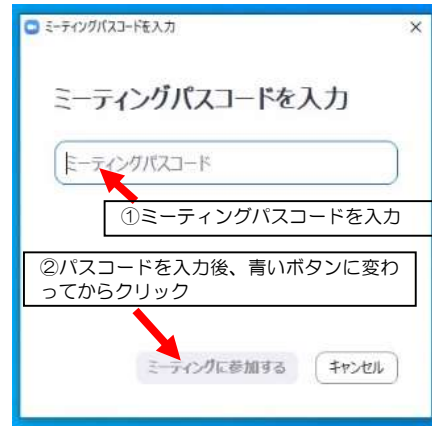 ミーティングパスコードを入力
ミーティングパスコードを入力
ミーティングパスコード
①ミーティングパスコードを入力
②パスコードを入力後、青いボタンに変わ
ってからクリック
ミーティングに参加する キャンセル